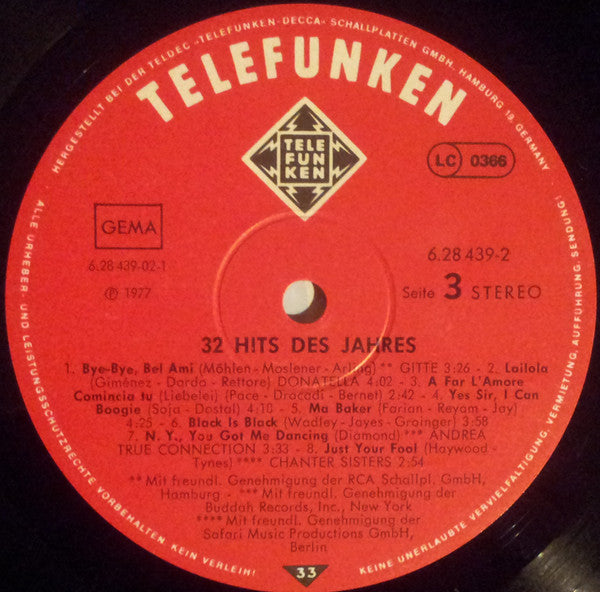 HERGESTELLT BEI DER TELDEC »TELEFUNKEN-DECCA« SCHALLPLATTEN GMBH, HAMBURG 19, GERMANY
TELEFUNKEN
TELE
FUN
KEN
LC 0366
GEMA
6.28 439-02-1
Ⓟ 1977
6.28 439-2
Seite 3 STEREO
32 HITS DES JAHRES
1. Bye-Bye, Bel Ami (Möhlen - Moslener - Arling)** GITTE 3:26 - 2. Lailola
(Giménez - Dardo - Rettore) DONATELLA 4:02 - 3. A Far L'Amore
Comincia tu (Liebelei) (Pace - Dracadi - Bernet) 2:42 - 4. Yes Sir, I Can
Boogie (Soja - Dostal) 4:18 - 5. Ma Baker (Farian - Reyam - Jay)
4:25 - 6. Black Is Black (Wadley - Jayes - Grainger) 3:58
7. N. Y., You Got Me Dancing (Diamond)*** ANDREA
TRUE CONNECTION 3:33 - 8. Just Your Fool (Haywood -
Tynes)**** CHANTER SISTERS 2:54
** Mit freundl. Genehmigung der RCA Schallpl. GmbH,
Hamburg - *** Mit freundl. Genehmigung der
Buddah Records, Inc., New York
**** Mit freundl. Genehmigung der
Safari Music Productions GmbH,
Berlin
33
ALLE URHEBER- UND LEISTUNGSSCHUTZRECHTE VORBEHALTEN. KEIN VERLEIH! KEINE UNERLAUBTE VERVIELFÄLTIGUNG, VERMIETUNG, AUFFÜHRUNG, SENDUNG!